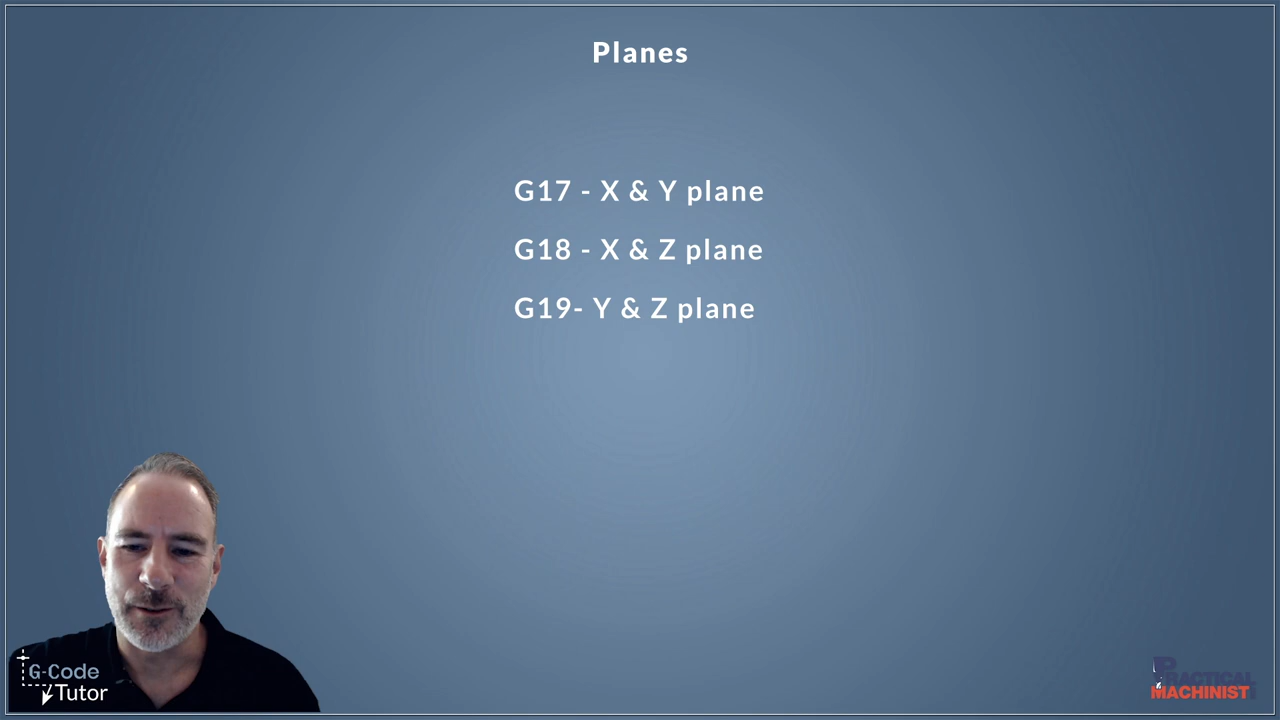 Planes
G17 - X & Y plane
G18 - X & Z plane
G19- Y & Z plane
G-Code
Tutor
PRACTICAL
MACHINIST